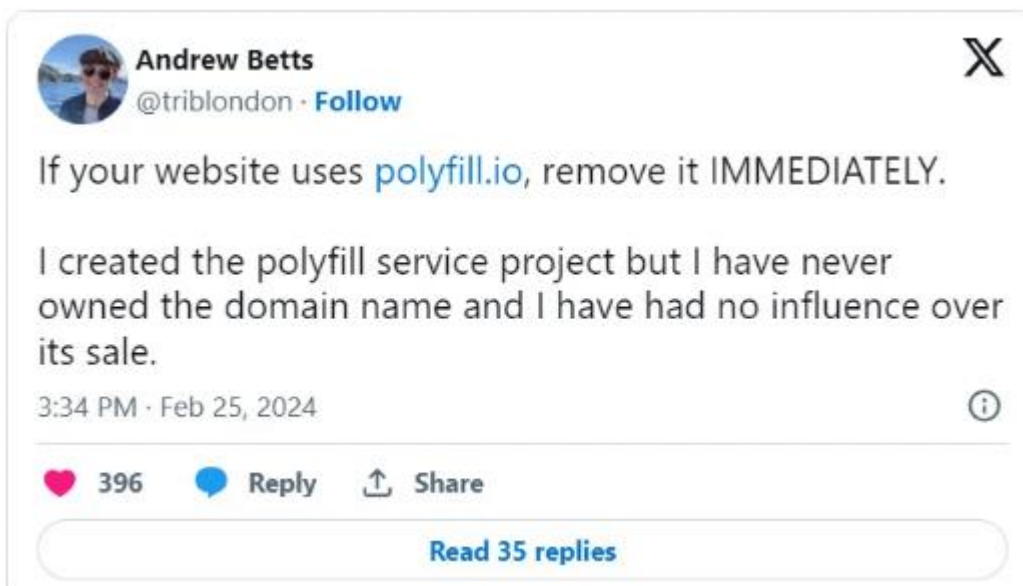 Andrew Betts
@triblondon · Follow
If your website uses polyfill.io, remove it IMMEDIATELY.
I created the polyfill service project but I have never
owned the domain name and I have had no influence over
its sale.
3:34 PM · Feb 25, 2024
396 Reply Share
Read 35 replies